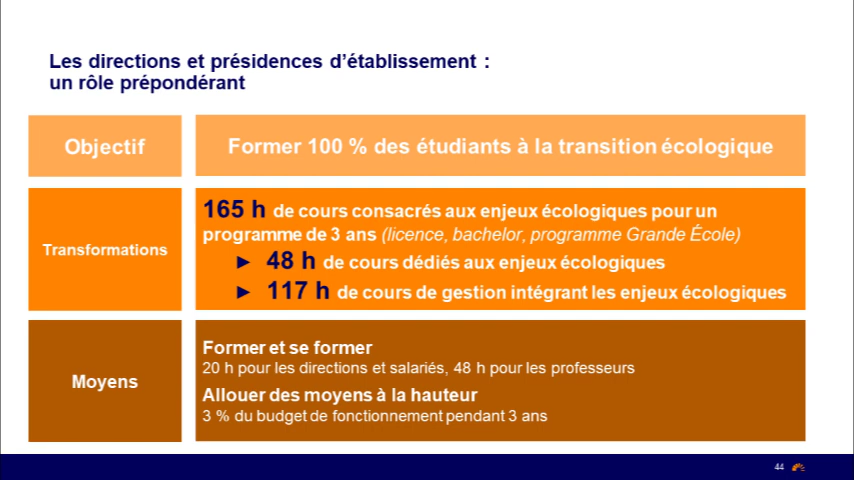 Les directions et présidences d’établissement :
un rôle prépondérant
Objectif
Former 100 % des étudiants à la transition écologique
Transformations
165 h de cours consacrés aux enjeux écologiques pour un
programme de 3 ans (licence, bachelor, programme Grande École)
► 48 h de cours dédiés aux enjeux écologiques
► 117 h de cours de gestion intégrant les enjeux écologiques
Moyens
Former et se former
20 h pour les directions et salariés, 48 h pour les professeurs
Allouer des moyens à la hauteur
3 % du budget de fonctionnement pendant 3 ans
44